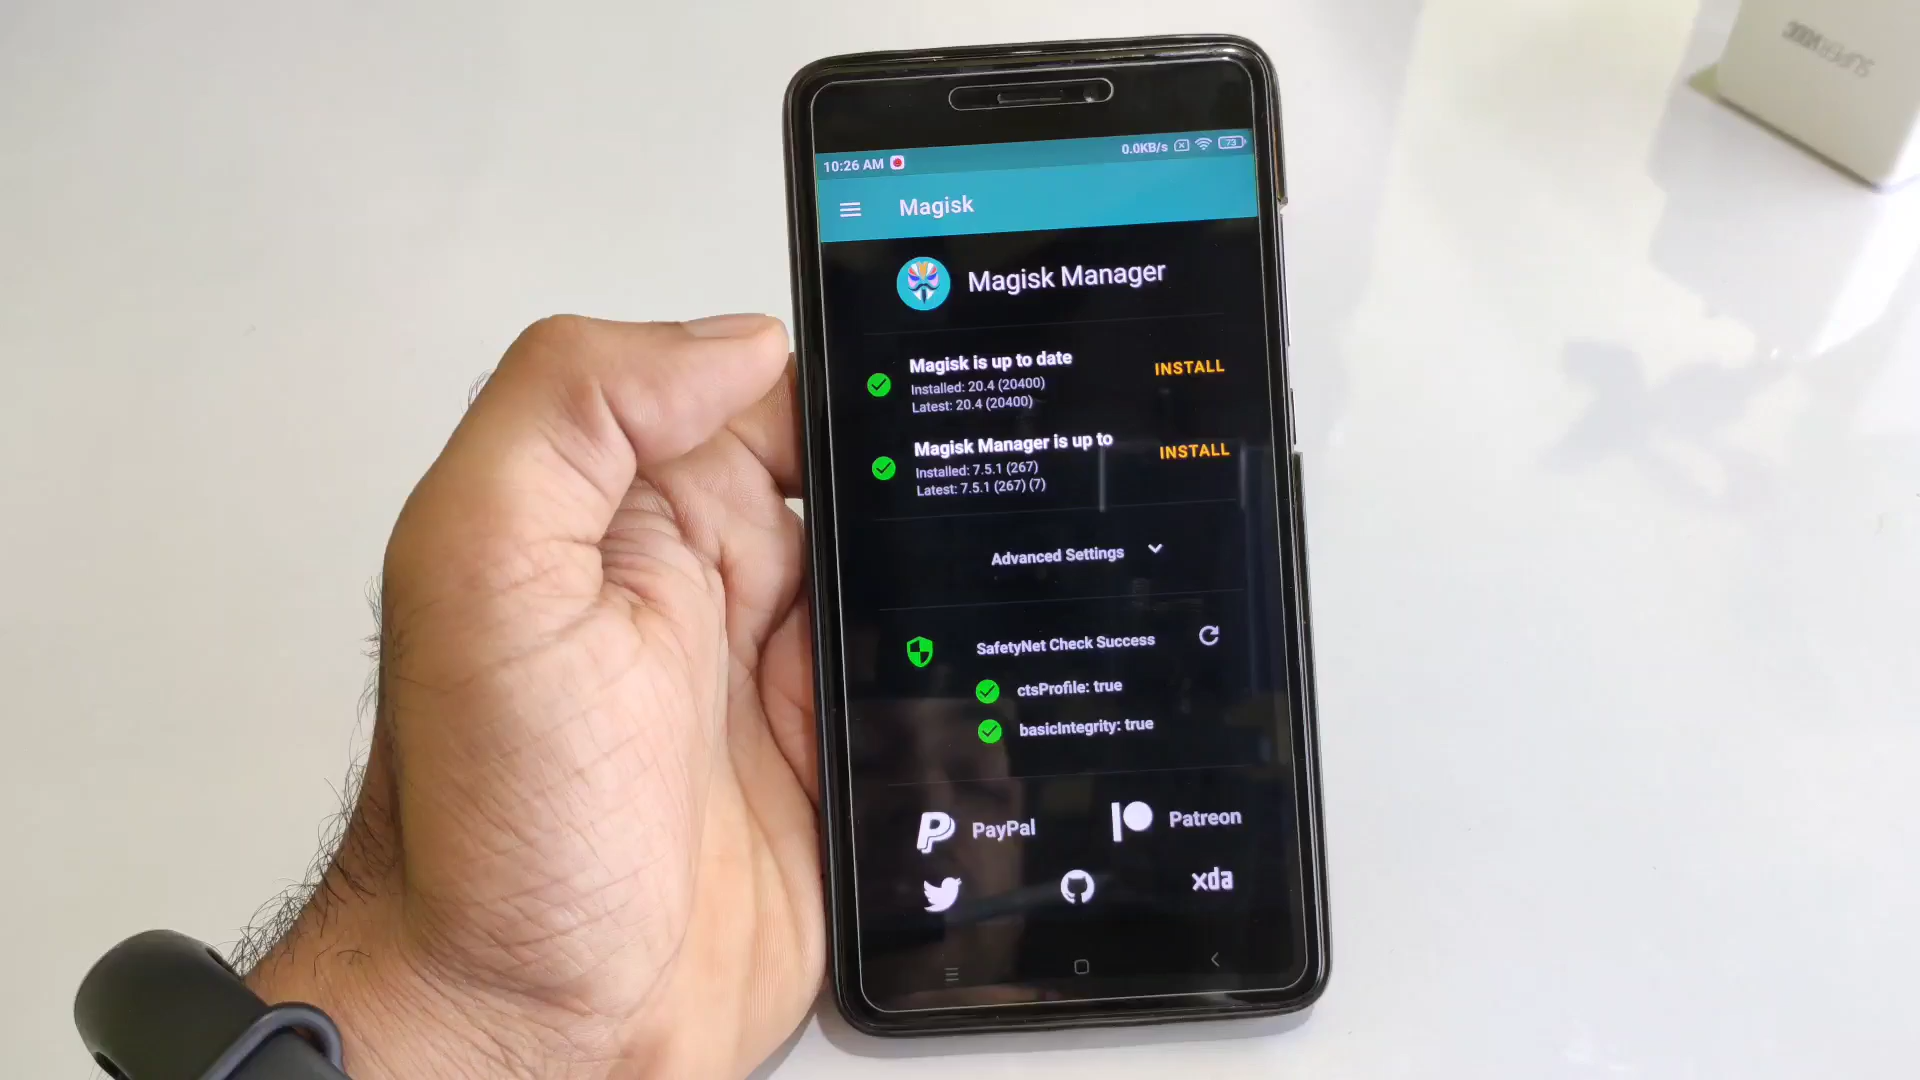 SUPERVOOC
10:26 AM 0.0KB/s 73
Magisk
Magisk Manager
Magisk is up to date
INSTALL
Installed: 20.4 (20400)
Latest: 20.4 (20400)
Magisk Manager is up to
INSTALL
Installed: 7.5.1 (267)
Latest: 7.5.1 (267) (7)
Advanced Settings
SafetyNet Check Success
ctsProfile: true
basicIntegrity: true
PayPal
Patreon
xda